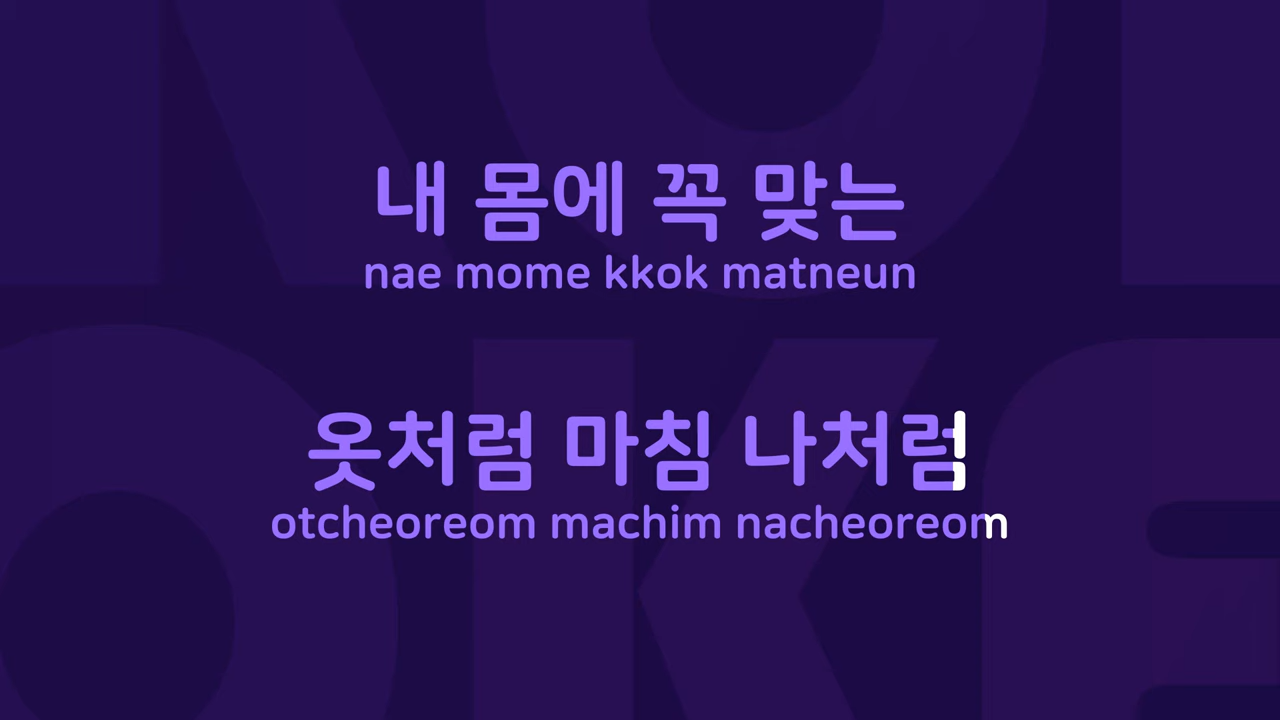 내 몸에 꼭 맞는
nae mome kkok matneun
옷처럼 마침 나처럼
otcheoreom machim nacheoreom